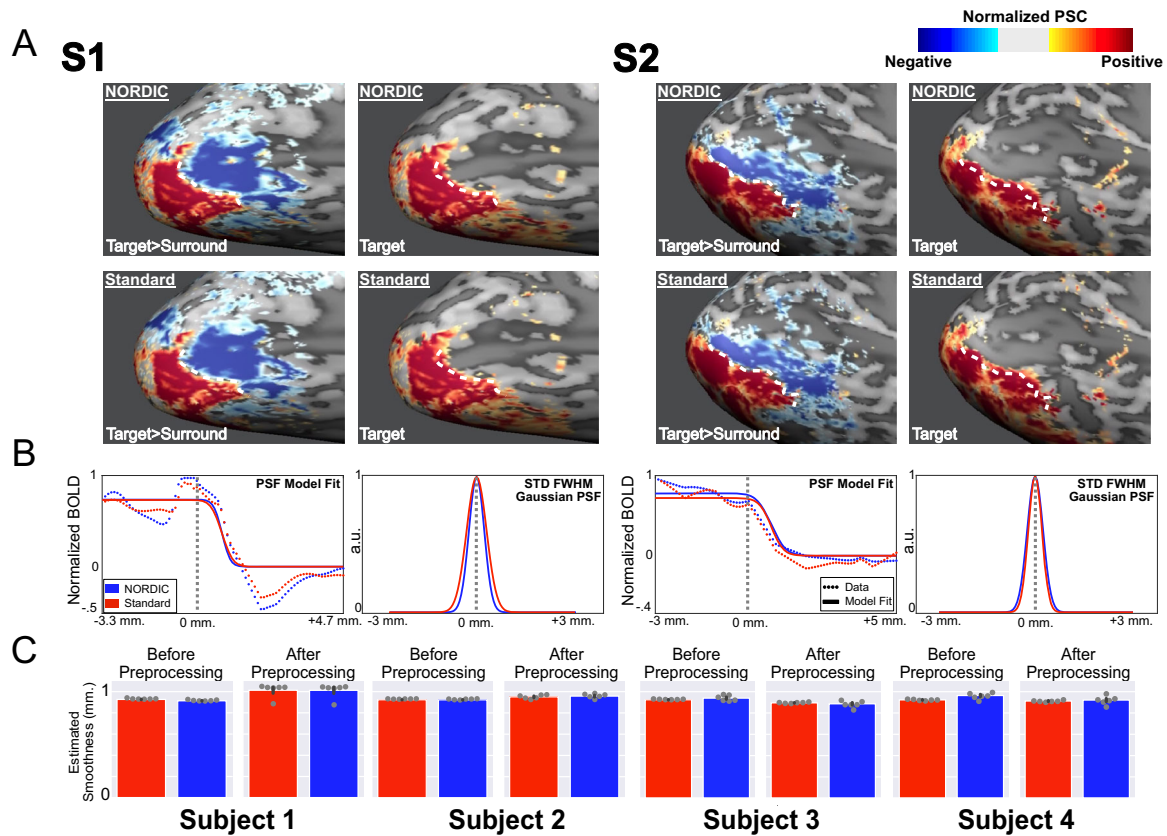 A
S1
S2
Normalized PSC
Negative
Positive
NORDIC
Target>Surround
NORDIC
Target
NORDIC
Target>Surround
NORDIC
Target
Standard
Target>Surround
Standard
Target
Standard
Target>Surround
Standard
Target
B
Normalized BOLD
1
0
-.5
PSF Model Fit
NORDIC
Standard
-3.3 mm.
0 mm.
+4.7 mm.
a.u.
1
0
STD FWHM
Gaussian PSF
-3 mm.
0 mm.
+3 mm.
Normalized BOLD
1
0
-.4
PSF Model Fit
Data
Model Fit
-3 mm.
0 mm.
+5 mm.
a.u.
1
0
STD FWHM
Gaussian PSF
-3 mm.
0 mm.
+3 mm.
C
Estimated
Smoothness (mm.)
1
0
Before
Preprocessing
After
Preprocessing
Before
Preprocessing
After
Preprocessing
Before
Preprocessing
After
Preprocessing
Before
Preprocessing
After
Preprocessing
Subject 1
Subject 2
Subject 3
Subject 4